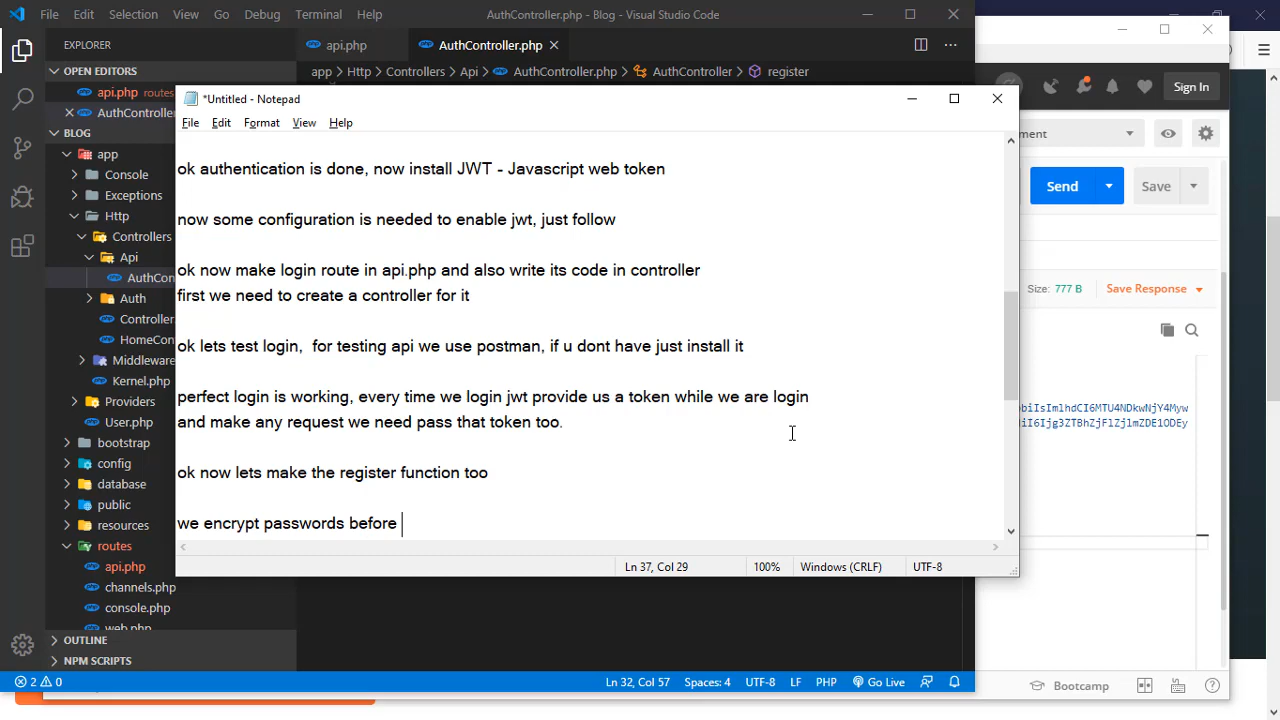 File Edit Selection View Go Debug Terminal Help
AuthController.php - Blog - Visual Studio Code
EXPLORER
api.php
AuthController.php
OPEN EDITORS
app > Http > Controllers > Api > AuthController.php > AuthController > register
api.php routes
AuthController
BLOG
app
Console
Exceptions
Http
Controllers
Api
AuthCon
Auth
Controller
HomeCont
Middleware
Kernel.php
Providers
User.php
bootstrap
config
database
public
resources
routes
api.php
channels.php
console.php
web.php
OUTLINE
NPM SCRIPTS
*Untitled - Notepad
File Edit Format View Help
ok authentication is done, now install JWT - Javascript web token
now some configuration is needed to enable jwt, just follow
ok now make login route in api.php and also write its code in controller
first we need to create a controller for it
ok lets test login,  for testing api we use postman, if u dont have just install it
perfect login is working, every time we login jwt provide us a token while we are login
and make any request we need pass that token too.
ok now lets make the register function too
we encrypt passwords before
Ln 37, Col 29 100% Windows (CRLF) UTF-8
Sign In
ment
Send Save
Size: 777 B Save Response
Bootcamp
2 0 Ln 32, Col 57 Spaces: 4 UTF-8 LF PHP Go Live